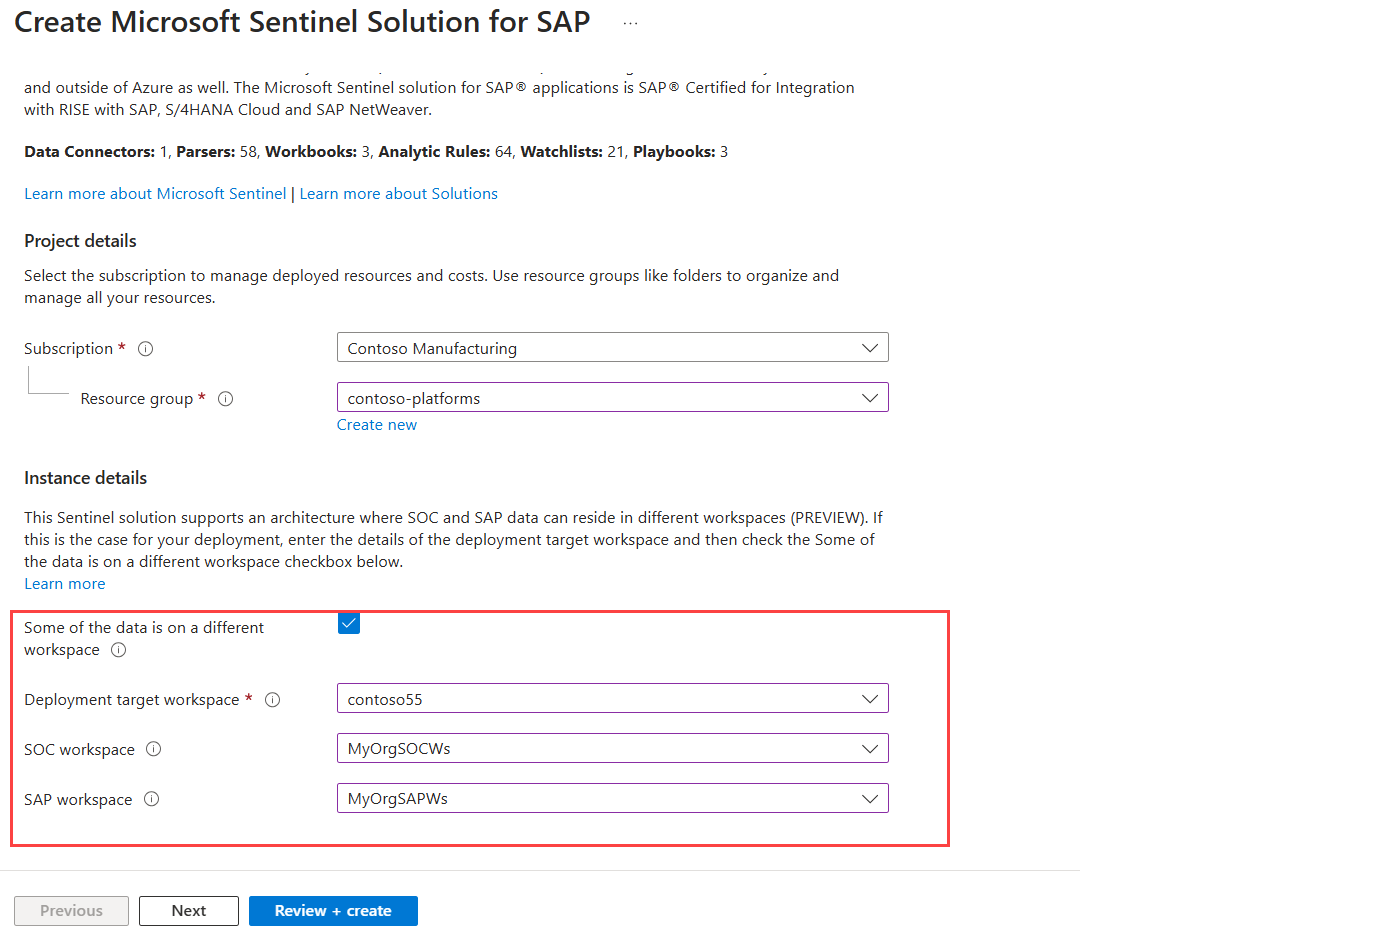 Create Microsoft Sentinel Solution for SAP ...
and outside of Azure as well. The Microsoft Sentinel solution for SAP® applications is SAP® Certified for Integration
with RISE with SAP, S/4HANA Cloud and SAP NetWeaver.
Data Connectors: 1, Parsers: 58, Workbooks: 3, Analytic Rules: 64, Watchlists: 21, Playbooks: 3
Learn more about Microsoft Sentinel | Learn more about Solutions
Project details
Select the subscription to manage deployed resources and costs. Use resource groups like folders to organize and
manage all your resources.
Subscription * Contoso Manufacturing
Resource group * contoso-platforms
Create new
Instance details
This Sentinel solution supports an architecture where SOC and SAP data can reside in different workspaces (PREVIEW). If
this is the case for your deployment, enter the details of the deployment target workspace and then check the Some of
the data is on a different workspace checkbox below.
Learn more
Some of the data is on a different
workspace
Deployment target workspace * contoso55
SOC workspace MyOrgSOCWs
SAP workspace MyOrgSAPWs
Previous Next Review + create